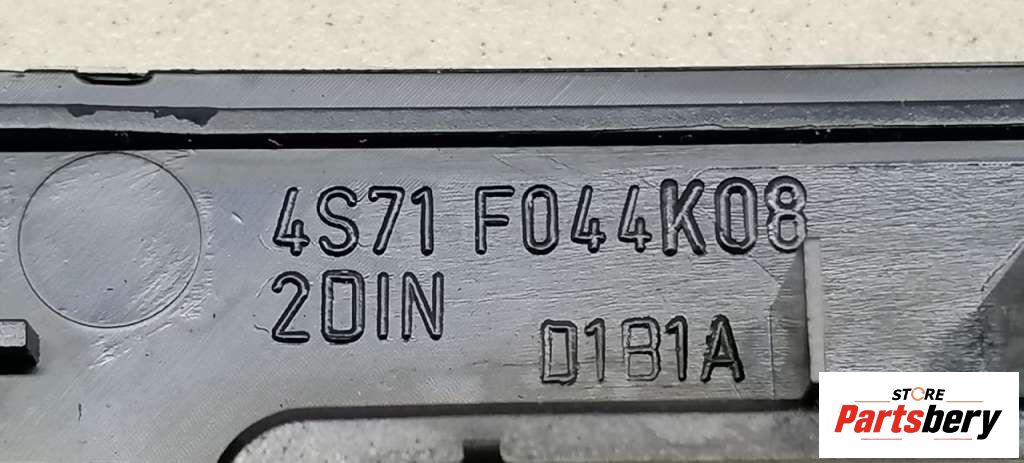 4S71 F044K08
2DIN
D1B1A
STORE
Partsbery